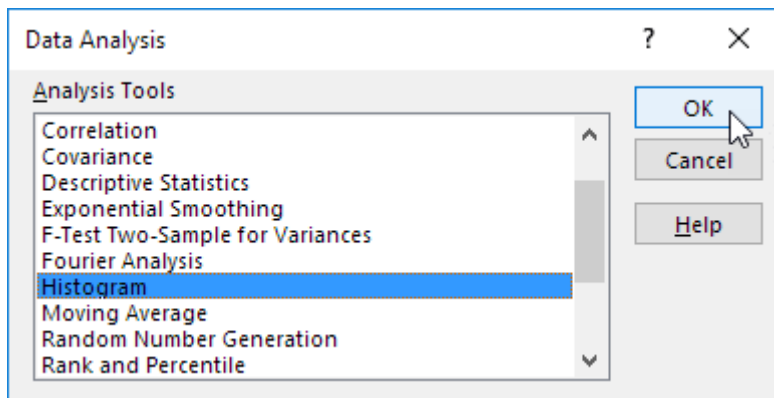 Data Analysis
?
Analysis Tools
Correlation
Covariance
Descriptive Statistics
Exponential Smoothing
F-Test Two-Sample for Variances
Fourier Analysis
Histogram
Moving Average
Random Number Generation
Rank and Percentile
OK
Cancel
Help